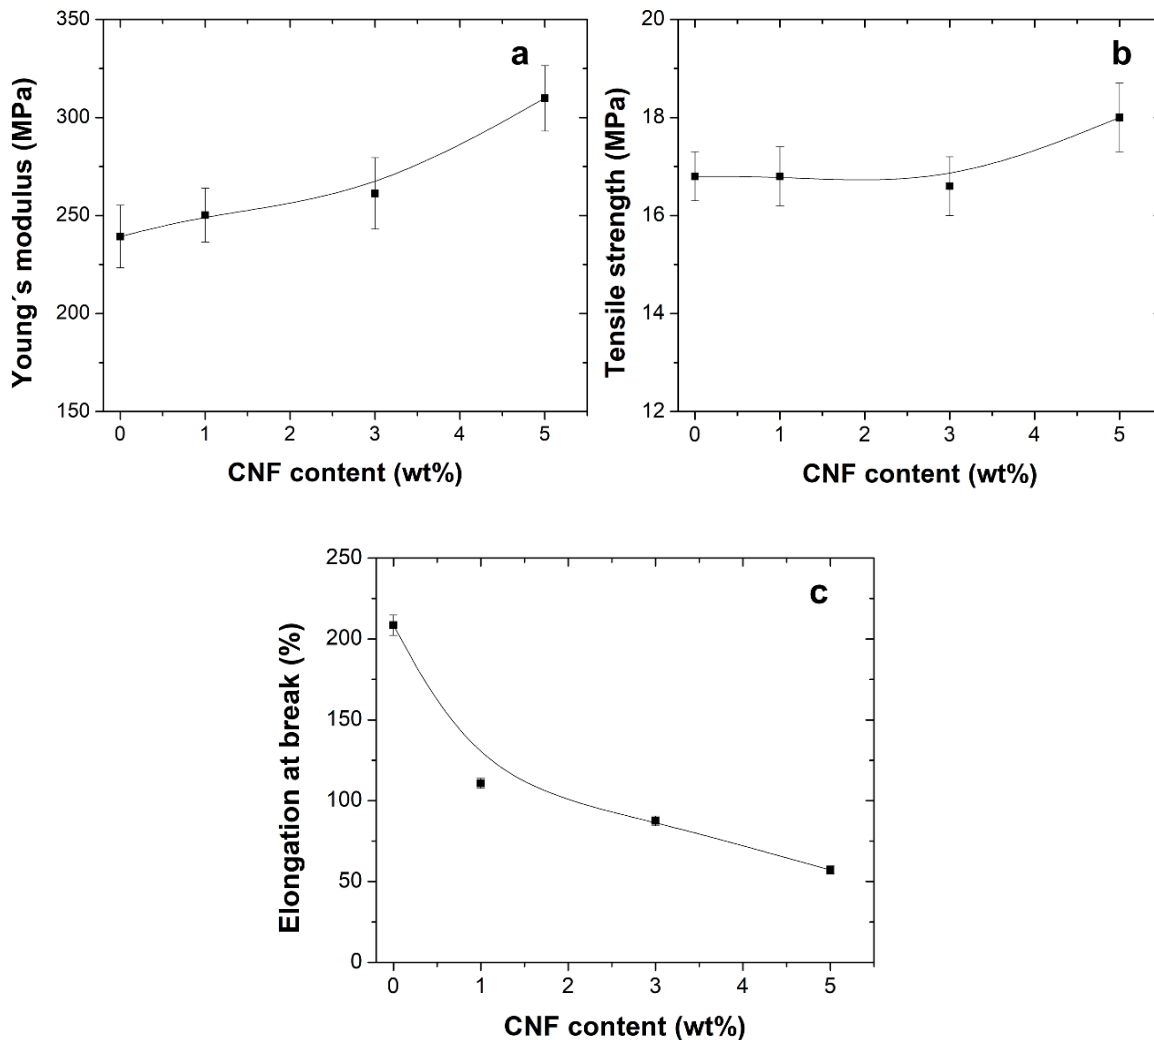 a
350
300
250
200
150
Young´s modulus (MPa)
0 1 2 3 4 5
CNF content (wt%)
b
20
18
16
14
12
Tensile strength (MPa)
0 1 2 3 4 5
CNF content (wt%)
c
250
200
150
100
50
0
Elongation at break (%)
0 1 2 3 4 5
CNF content (wt%)